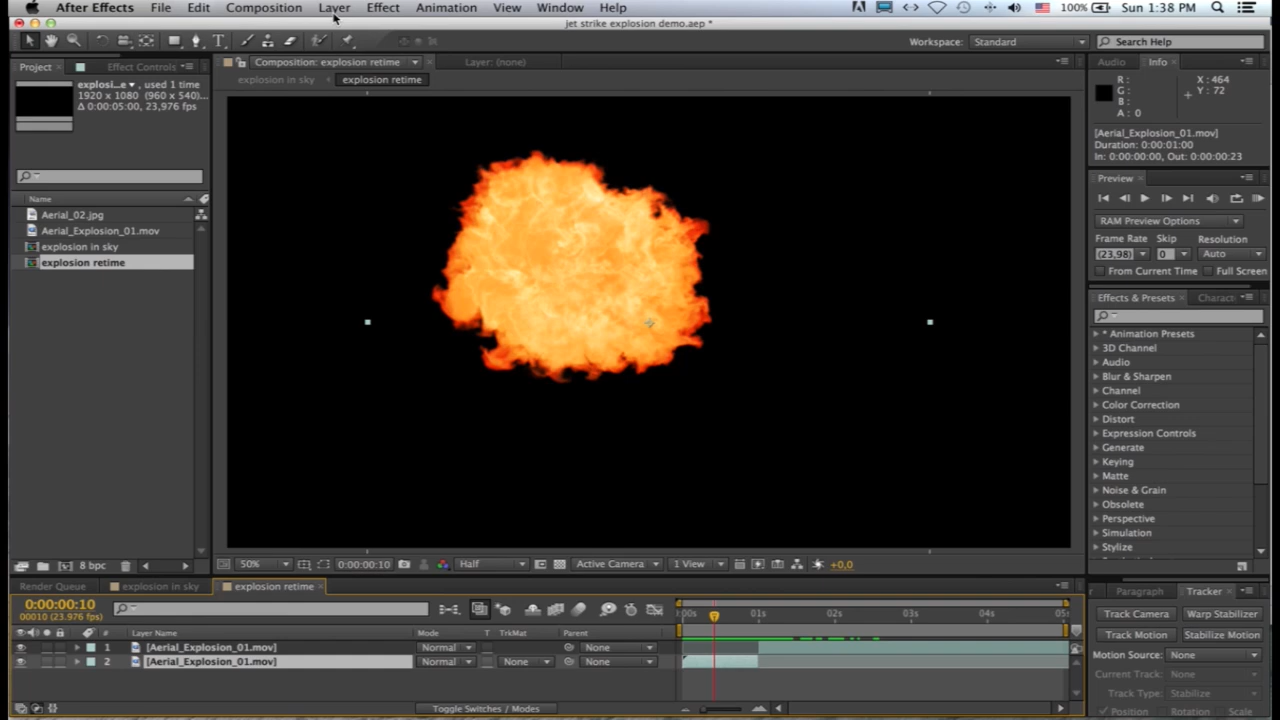 After Effects File Edit Composition Layer Effect Animation View Window Help 100% Sun 1:38 PM
jet strike explosion demo.aep *
Workspace: Standard Search Help
Project Effect Controls Composition: explosion retime Layer: (none) Audio Info
explosion in sky explosion retime
explosi...e ▾, used 1 time
1920 x 1080 (960 x 540)...
Δ 0:00:05:00, 23,976 fps
R : X : 464
G : Y : 72
B :
A : 0
[Aerial_Explosion_01.mov]
Duration: 0:00:01:00
In: 0:00:00:00, Out: 0:00:00:23
Preview
Name
Aerial_02.jpg
Aerial_Explosion_01.mov
explosion in sky
explosion retime
RAM Preview Options
Frame Rate Skip Resolution
(23,98) 0 Auto
From Current Time Full Screen
Effects & Presets Charact
* Animation Presets
3D Channel
Audio
Blur & Sharpen
Channel
Color Correction
Distort
Expression Controls
Generate
Keying
Matte
Noise & Grain
Obsolete
Perspective
Simulation
Stylize
8 bpc 50% 0:00:00:10 Half Active Camera 1 View +0,0
Render Queue explosion in sky explosion retime Paragraph Tracker
0:00:00:10
00010 (23.976 fps)
:00s 01s 02s 03s 04s 05s
Track Camera Warp Stabilizer
Track Motion Stabilize Motion
# Layer Name Mode T TrkMat Parent
1 [Aerial_Explosion_01.mov] Normal None
2 [Aerial_Explosion_01.mov] Normal None None
Motion Source: None
Current Track: None
Track Type: Stabilize
Position Rotation Scale
Toggle Switches / Modes